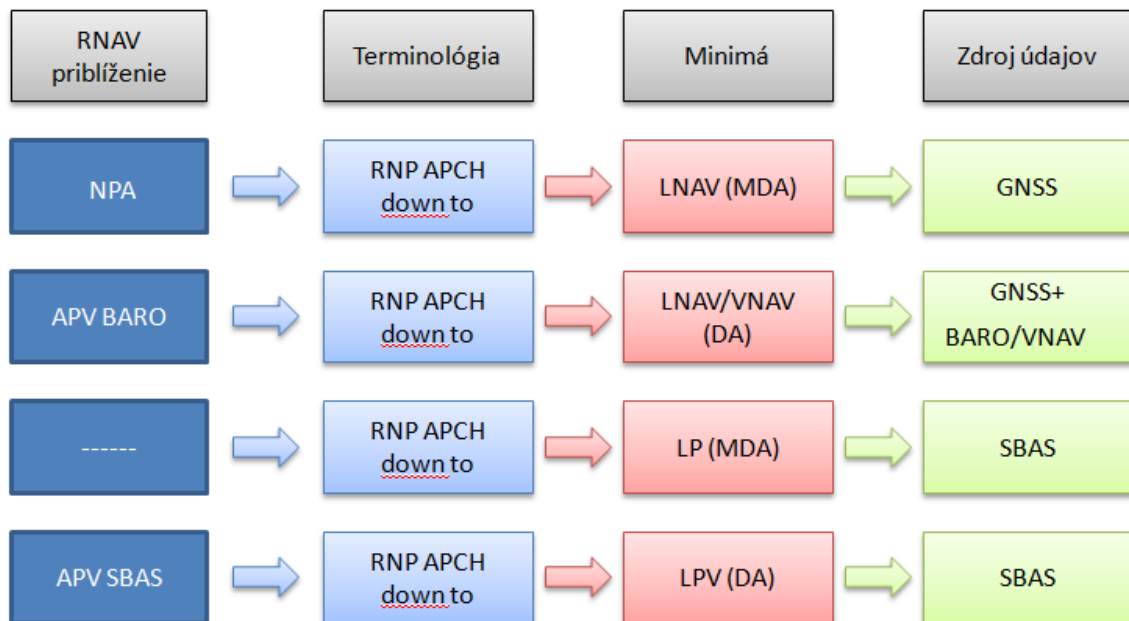 RNAV
priblíženie
Terminológia
Minimá
Zdroj údajov
NPA
RNP APCH
down to
LNAV (MDA)
GNSS
APV BARO
RNP APCH
down to
LNAV/VNAV
(DA)
GNSS+
BARO/VNAV
------
RNP APCH
down to
LP (MDA)
SBAS
APV SBAS
RNP APCH
down to
LPV (DA)
SBAS